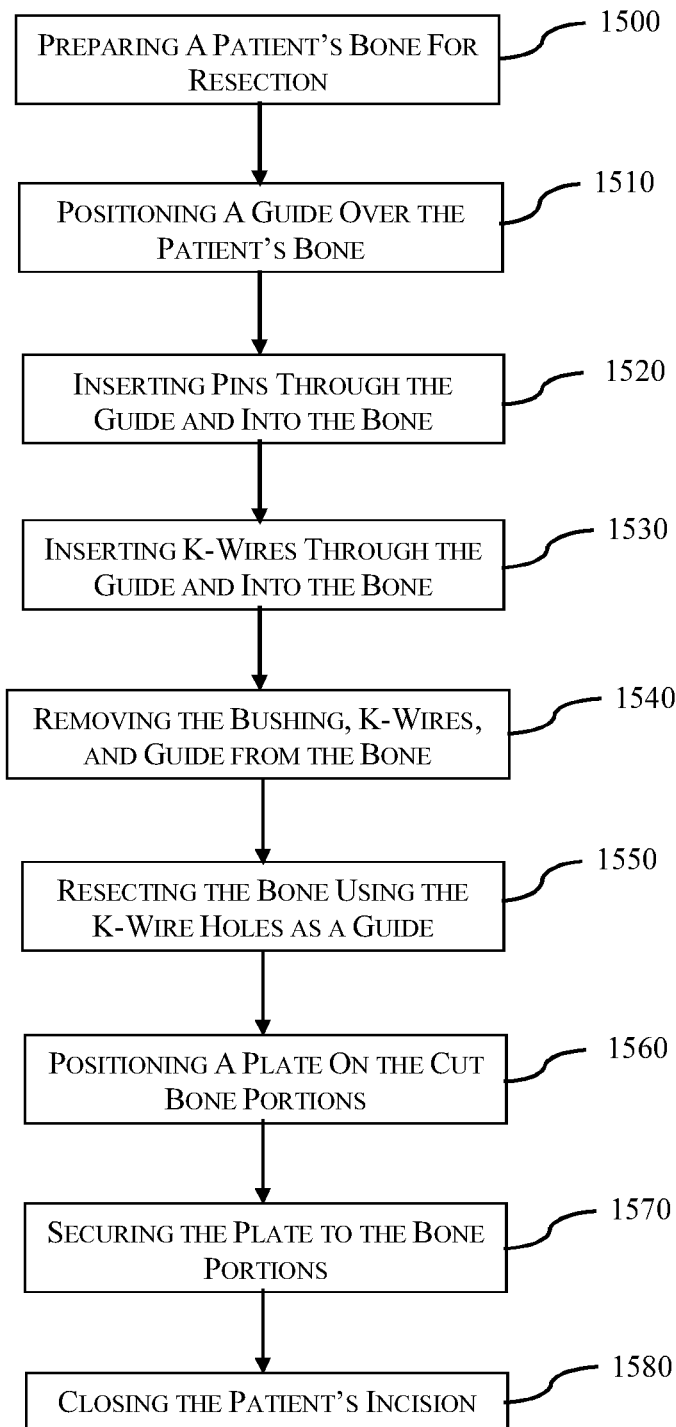 PREPARING A PATIENT'S BONE FOR
RESECTION
1500
POSITIONING A GUIDE OVER THE
PATIENT'S BONE
1510
INSERTING PINS THROUGH THE
GUIDE AND INTO THE BONE
1520
INSERTING K-WIRES THROUGH THE
GUIDE AND INTO THE BONE
1530
REMOVING THE BUSHING, K-WIRES,
AND GUIDE FROM THE BONE
1540
RESECTING THE BONE USING THE
K-WIRE HOLES AS A GUIDE
1550
POSITIONING A PLATE ON THE CUT
BONE PORTIONS
1560
SECURING THE PLATE TO THE BONE
PORTIONS
1570
CLOSING THE PATIENT'S INCISION
1580